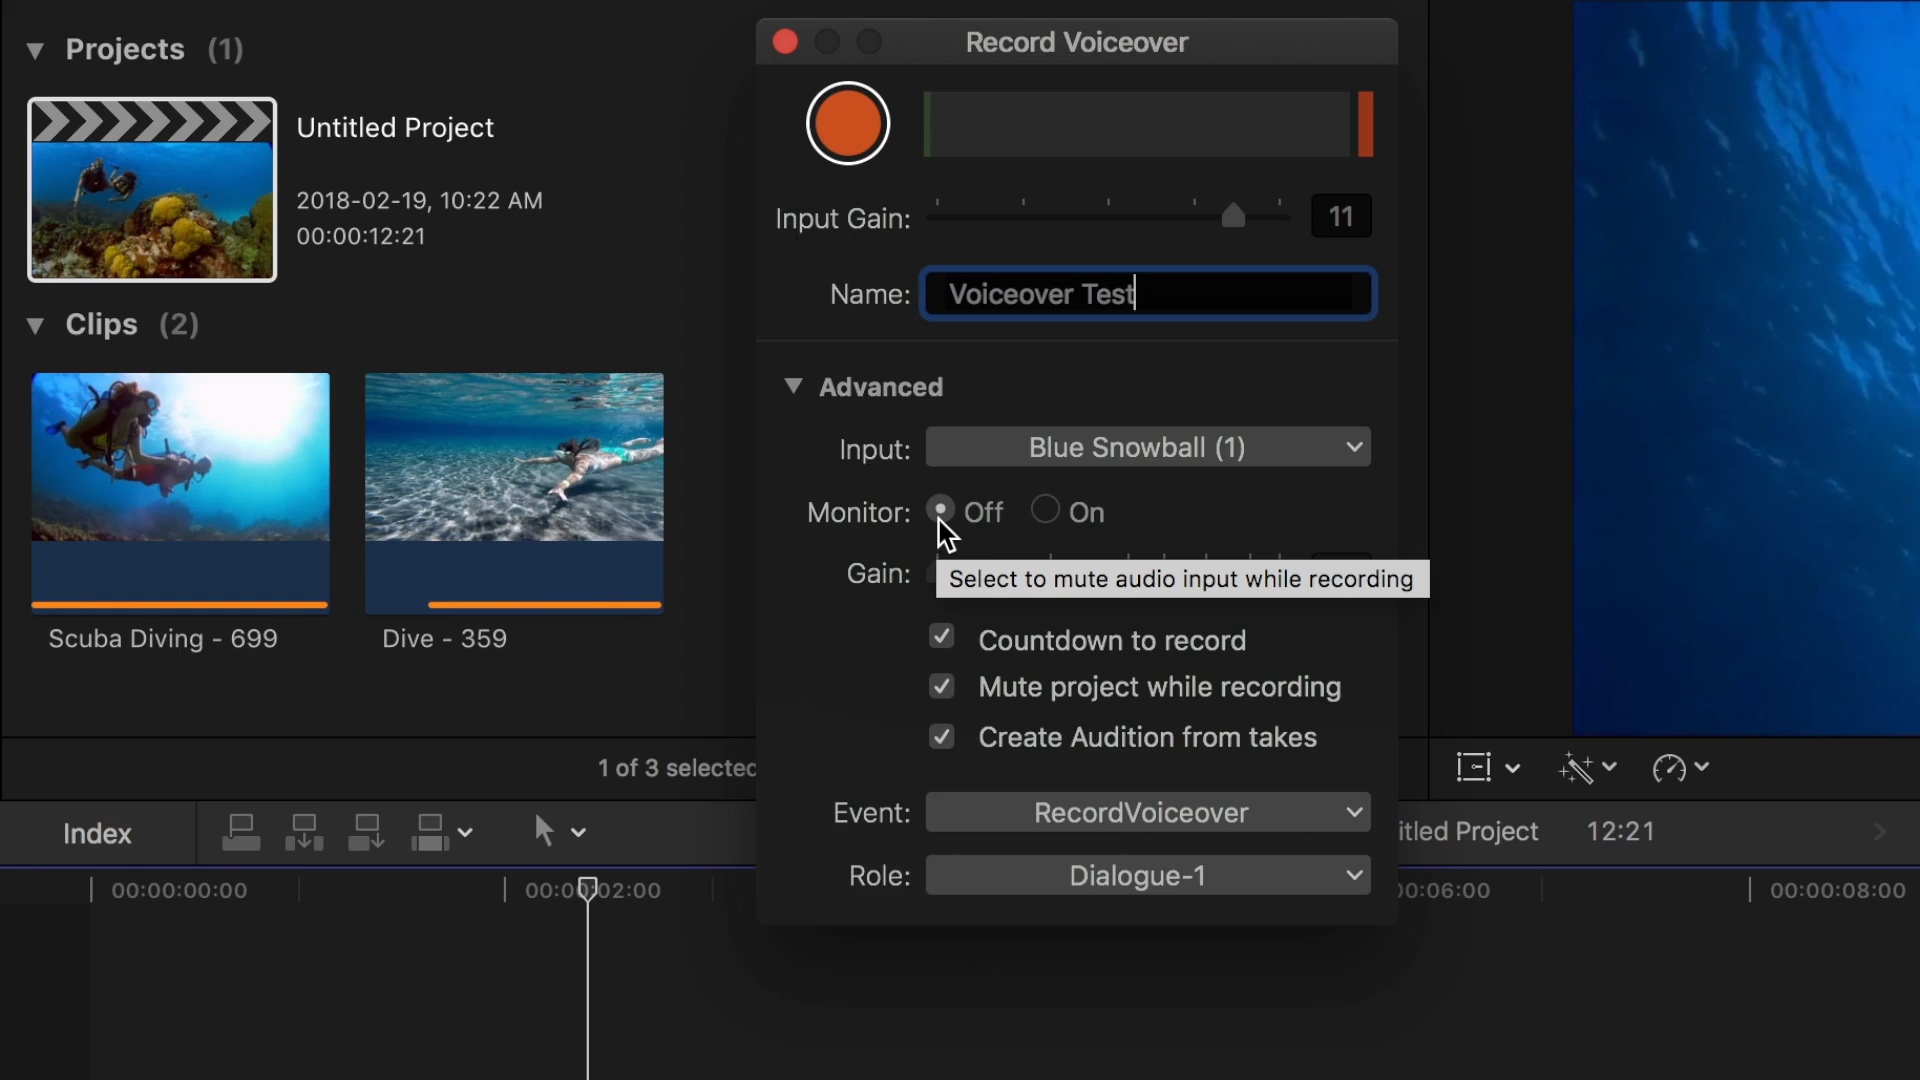 Projects (1)
Untitled Project
2018-02-19, 10:22 AM
00:00:12:21
Clips (2)
Scuba Diving - 699
Dive - 359
1 of 3 selected
Record Voiceover
Input Gain:
11
Name:
Voiceover Test
Advanced
Input:
Blue Snowball (1)
Monitor:
Off
On
Gain:
Select to mute audio input while recording
Countdown to record
Mute project while recording
Create Audition from takes
Event:
RecordVoiceover
Role:
Dialogue-1
Index
itled Project
12:21
00:00:00:00
00:00:02:00
00:06:00
00:00:08:00